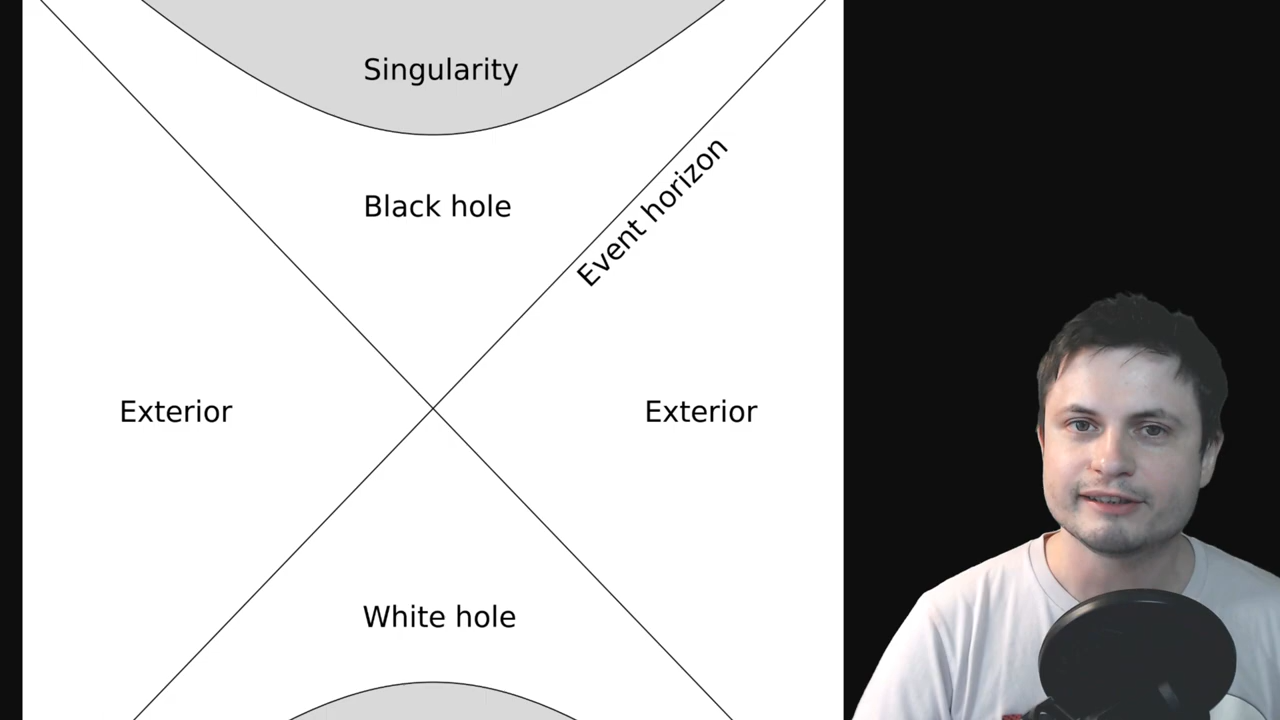 Singularity
Black hole
Event horizon
Exterior
Exterior
White hole